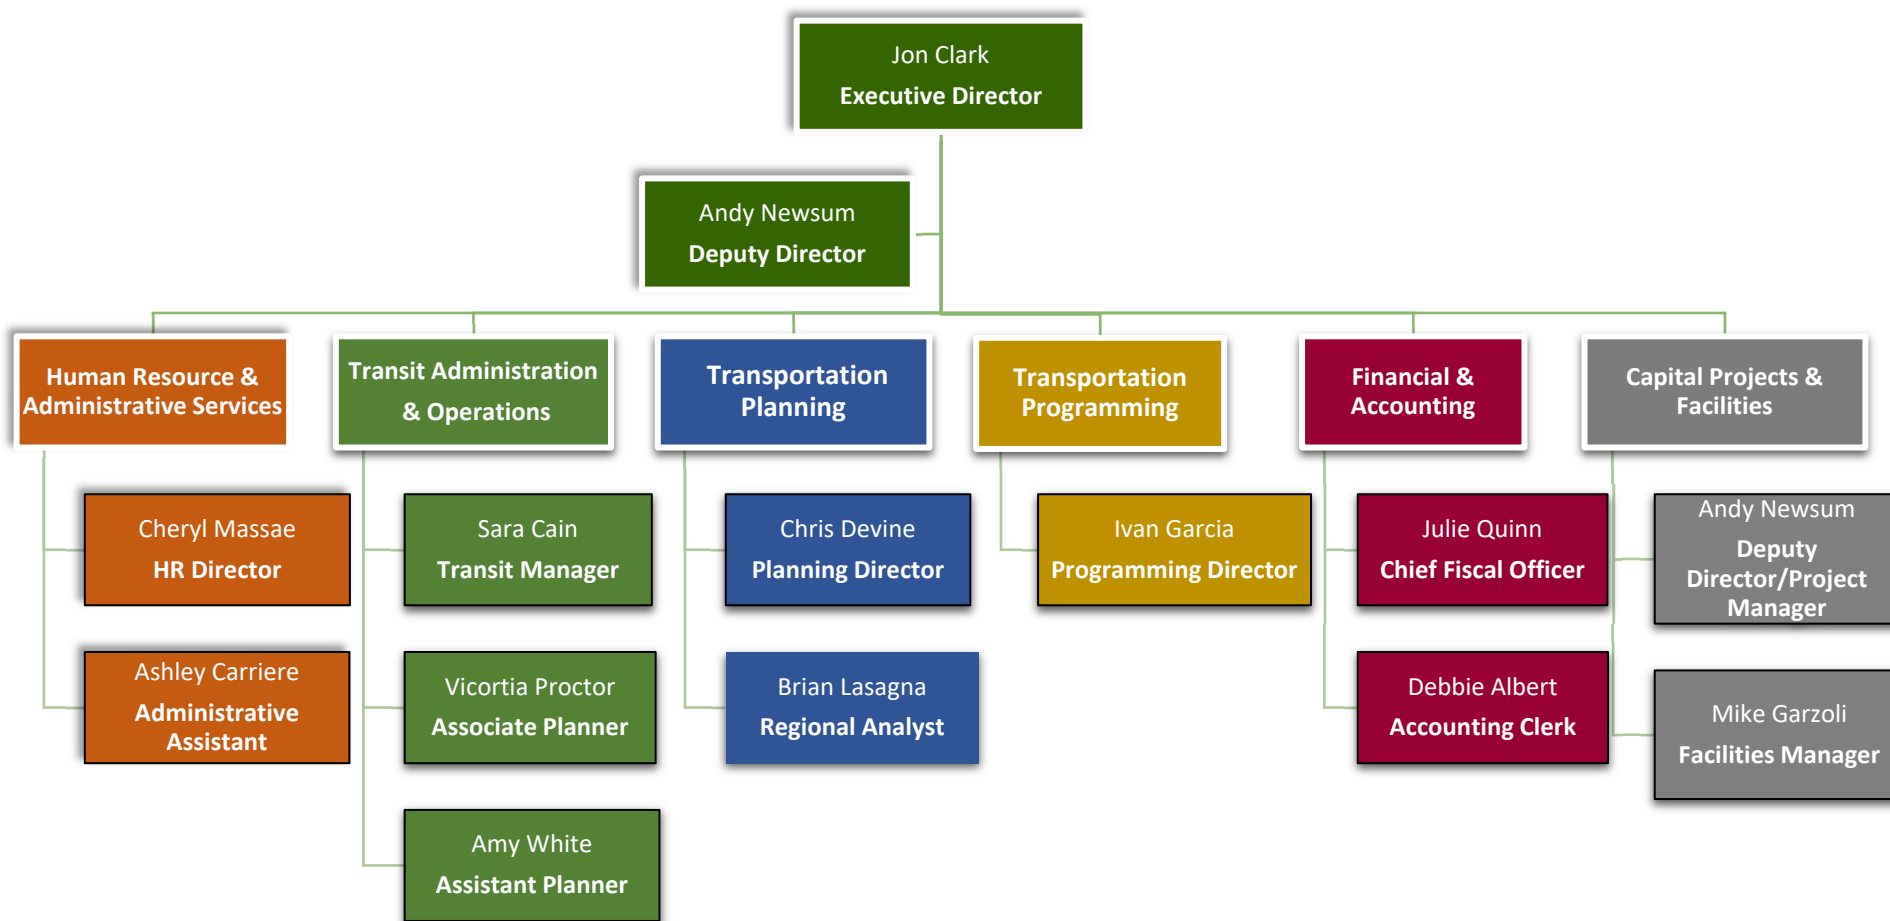 Jon Clark
Executive Director
Andy Newsum
Deputy Director
Human Resource &
Administrative Services
Transit Administration
& Operations
Transportation
Planning
Transportation
Programming
Financial &
Accounting
Capital Projects &
Facilities
Cheryl Massae
HR Director
Sara Cain
Transit Manager
Chris Devine
Planning Director
Ivan Garcia
Programming Director
Julie Quinn
Chief Fiscal Officer
Andy Newsum
Deputy
Director/Project
Manager
Ashley Carriere
Administrative
Assistant
Vicortia Proctor
Associate Planner
Brian Lasagna
Regional Analyst
Debbie Albert
Accounting Clerk
Mike Garzoli
Facilities Manager
Amy White
Assistant Planner